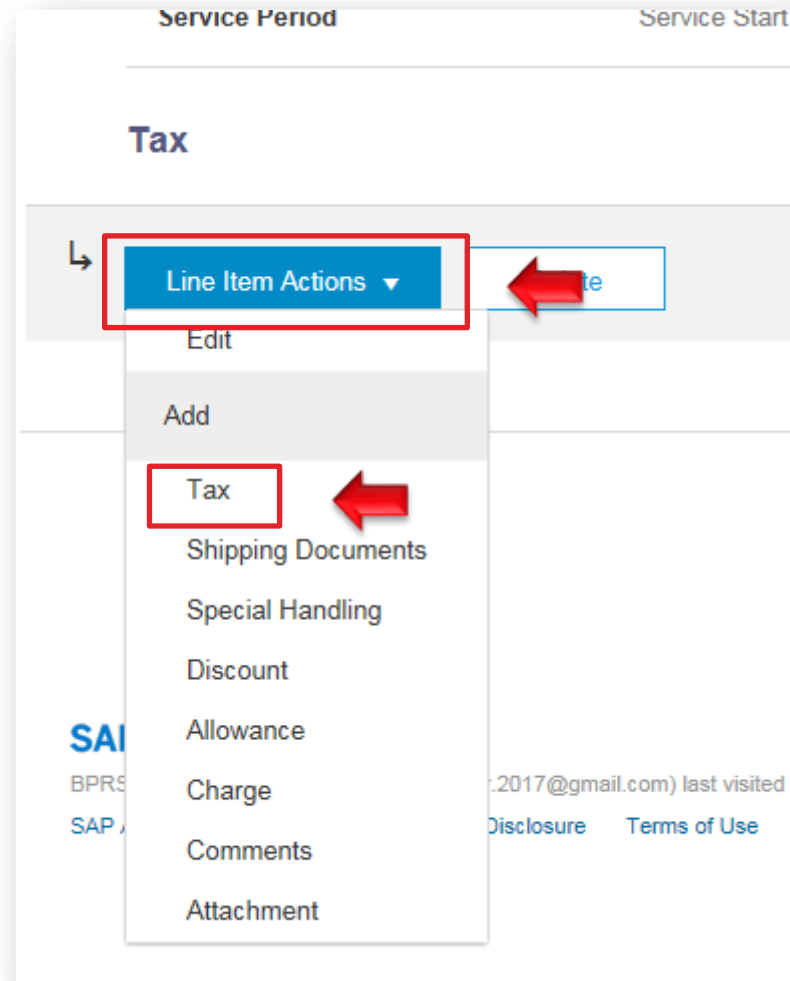 Service Period Service Start
Tax
Line Item Actions
Edit
Add
Tax
Shipping Documents
Special Handling
Discount
Allowance
Charge
Comments
Attachment
SAP
BPRS .2017@gmail.com) last visited
SAP Disclosure Terms of Use